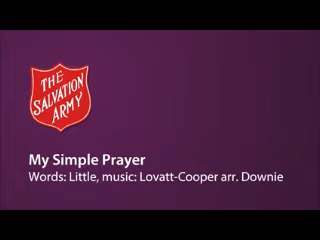 THE
SALVATION
ARMY
My Simple Prayer
Words: Little, music: Lovatt-Cooper arr. Downie